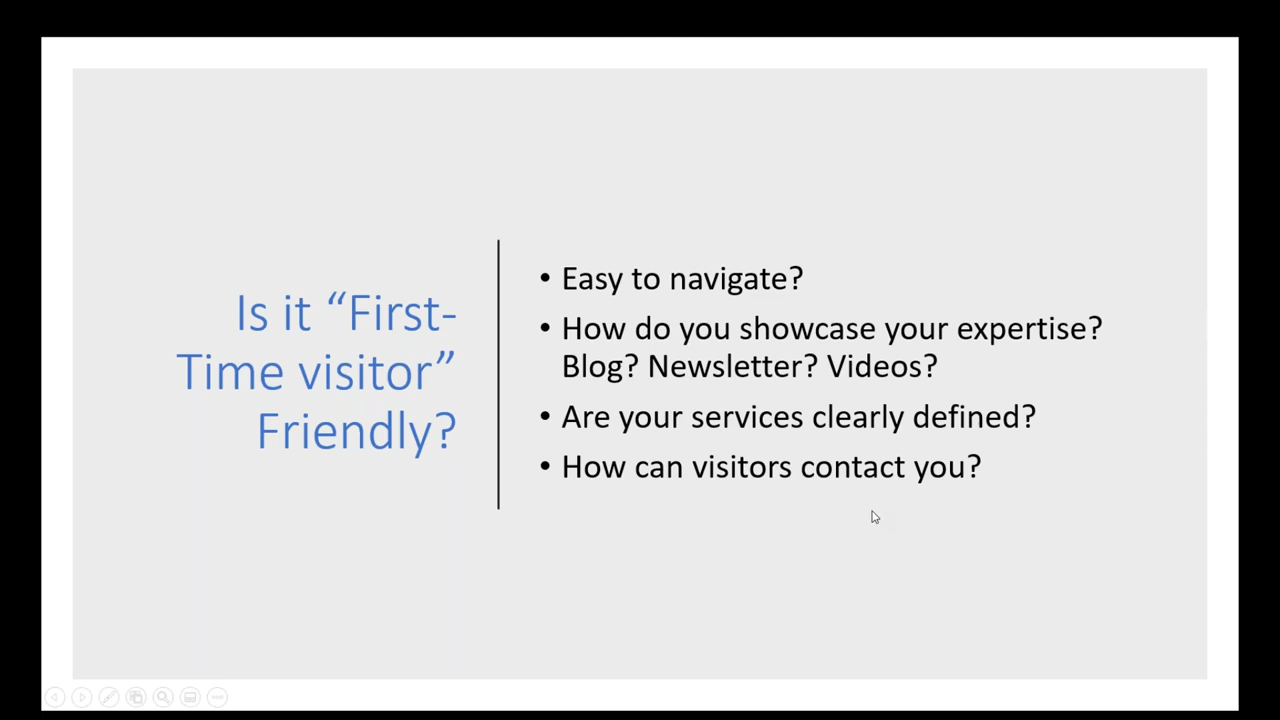 Is it “First-
Time visitor”
Friendly?
• Easy to navigate?
• How do you showcase your expertise?
Blog? Newsletter? Videos?
• Are your services clearly defined?
• How can visitors contact you?